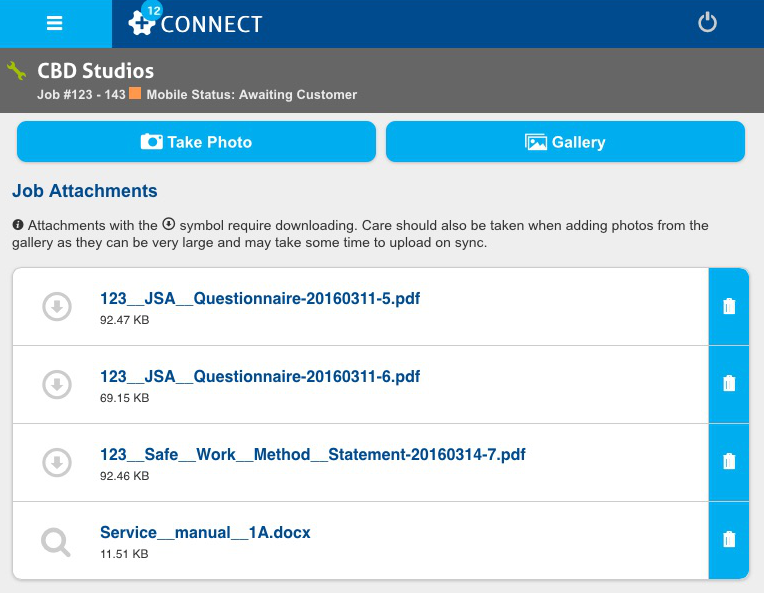 12
CONNECT
CBD Studios
Job #123 - 143 Mobile Status: Awaiting Customer
Take Photo
Gallery
Job Attachments
Attachments with the symbol require downloading. Care should also be taken when adding photos from the
gallery as they can be very large and may take some time to upload on sync.
123__JSA__Questionnaire-20160311-5.pdf
92.47 KB
123__JSA__Questionnaire-20160311-6.pdf
69.15 KB
123__Safe__Work__Method__Statement-20160314-7.pdf
92.46 KB
Service__manual__1A.docx
11.51 KB